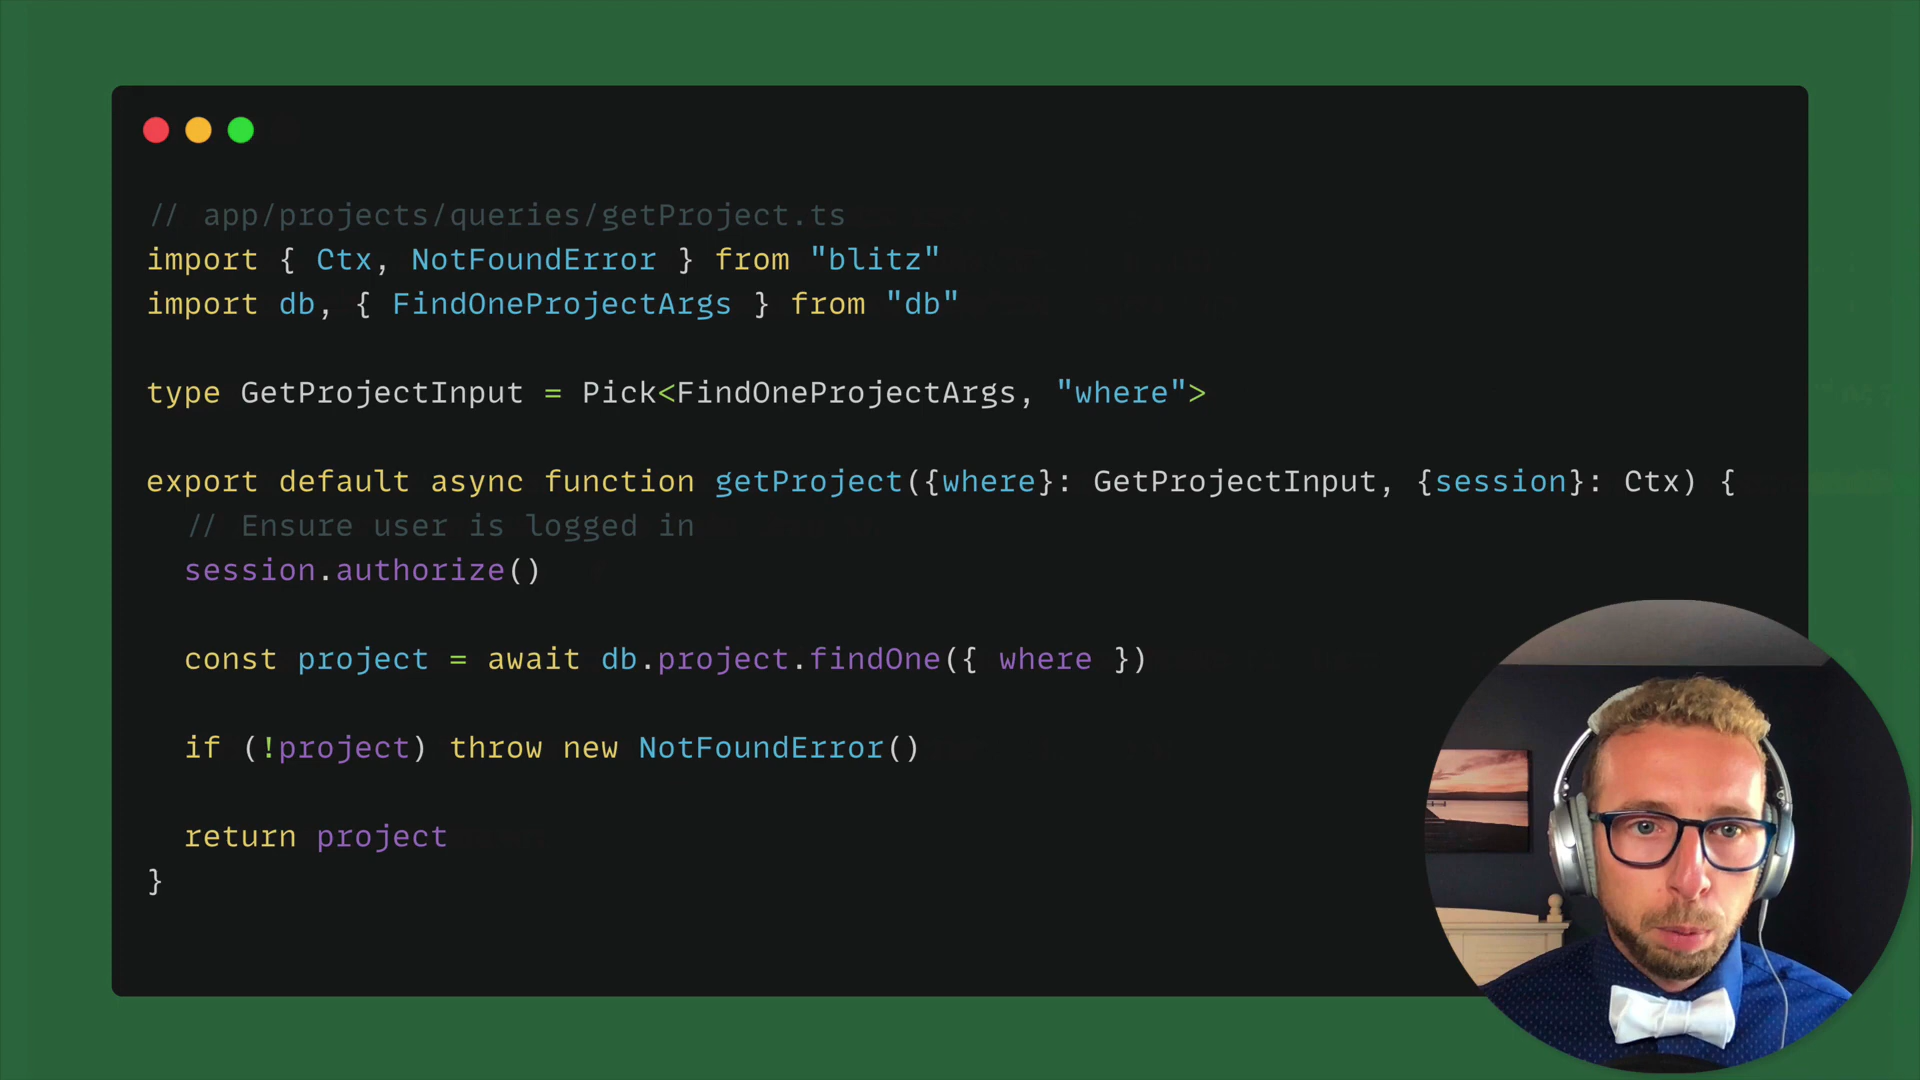 // app/projects/queries/getProject.ts
import { Ctx, NotFoundError } from "blitz"
import db, { FindOneProjectArgs } from "db"
type GetProjectInput = Pick<FindOneProjectArgs, "where">
export default async function getProject({where}: GetProjectInput, {session}: Ctx) {
// Ensure user is logged in
session.authorize()
const project = await db.project.findOne({ where })
if (!project) throw new NotFoundError()
return project
}